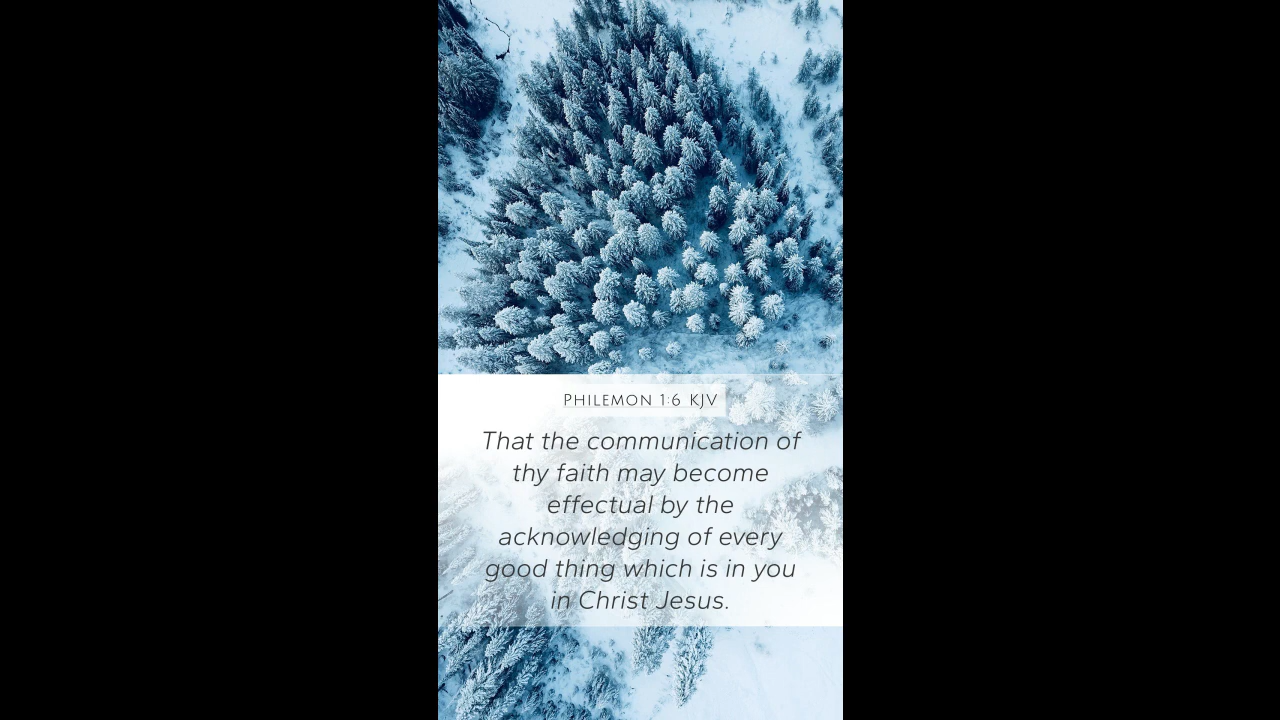 Philemon 1:6 KJV
That the communication of
thy faith may become
effectual by the
acknowledging of every
good thing which is in you
in Christ Jesus.